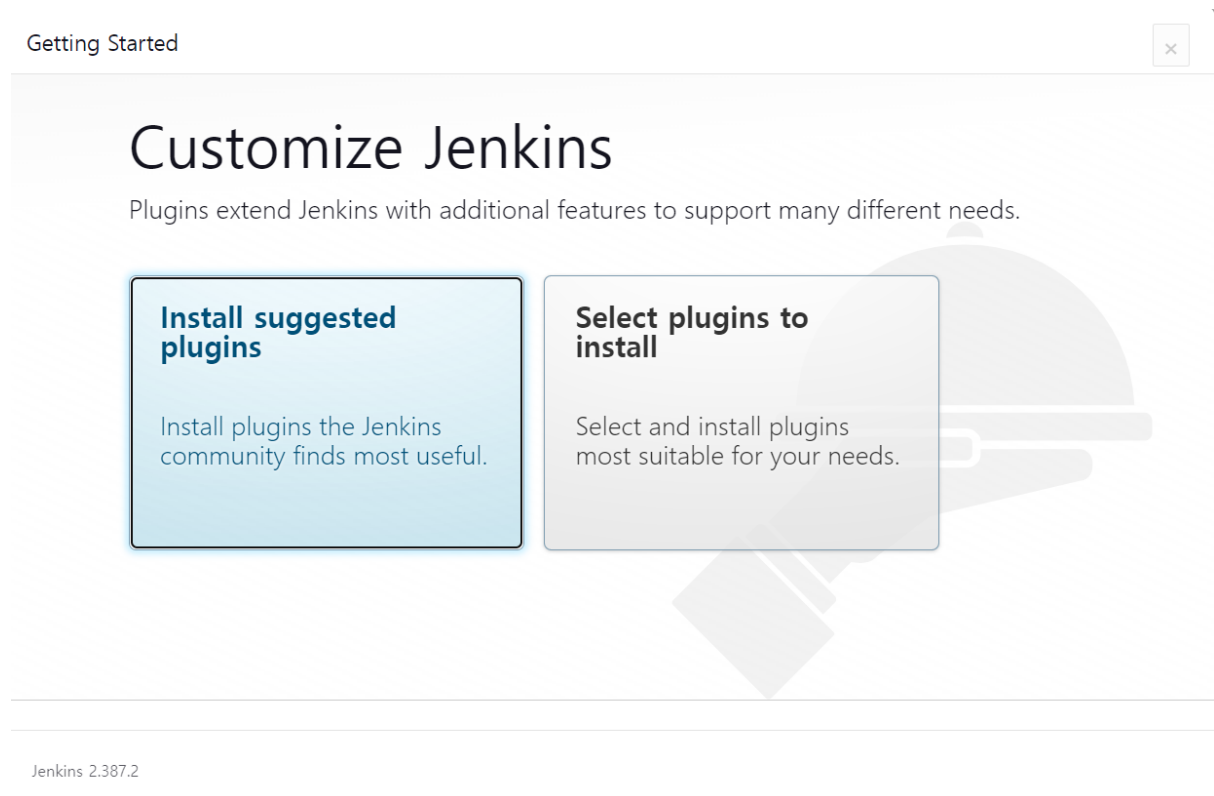 Getting Started
×
Customize Jenkins
Plugins extend Jenkins with additional features to support many different needs.
Install suggested
plugins
Install plugins the Jenkins
community finds most useful.
Select plugins to
install
Select and install plugins
most suitable for your needs.
Jenkins 2.387.2